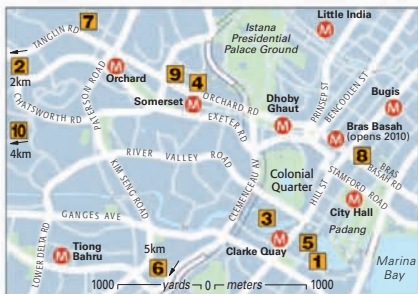 7
TANGLIN RD
2
2km
CHATSWORTH RD
10
4km
PATERSON ROAD
M
Orchard
9
4
Somerset
M
ORCHARD RD
EXETER RD
Istana
Presidential
Palace Ground
Little India
M
Dhoby
Ghaut
M
PRINSEP ST
BENCOOLEN ST
Bugis
M
M
Bras Basah
(opens 2010)
8
BRAS
BASAH RD
STAMFORD ROAD
RIVER VALLEY ROAD
KIM SENG ROAD
CLEMENCEAU AV
Colonial
Quarter
HILL ST
M
City Hall
Padang
GANGES AVE
LOWER DELTA RD
M
Tiong
Bahru
5km
6
3
M
Clarke Quay
5
1
Marina
Bay
1000 yards 0 meters 1000